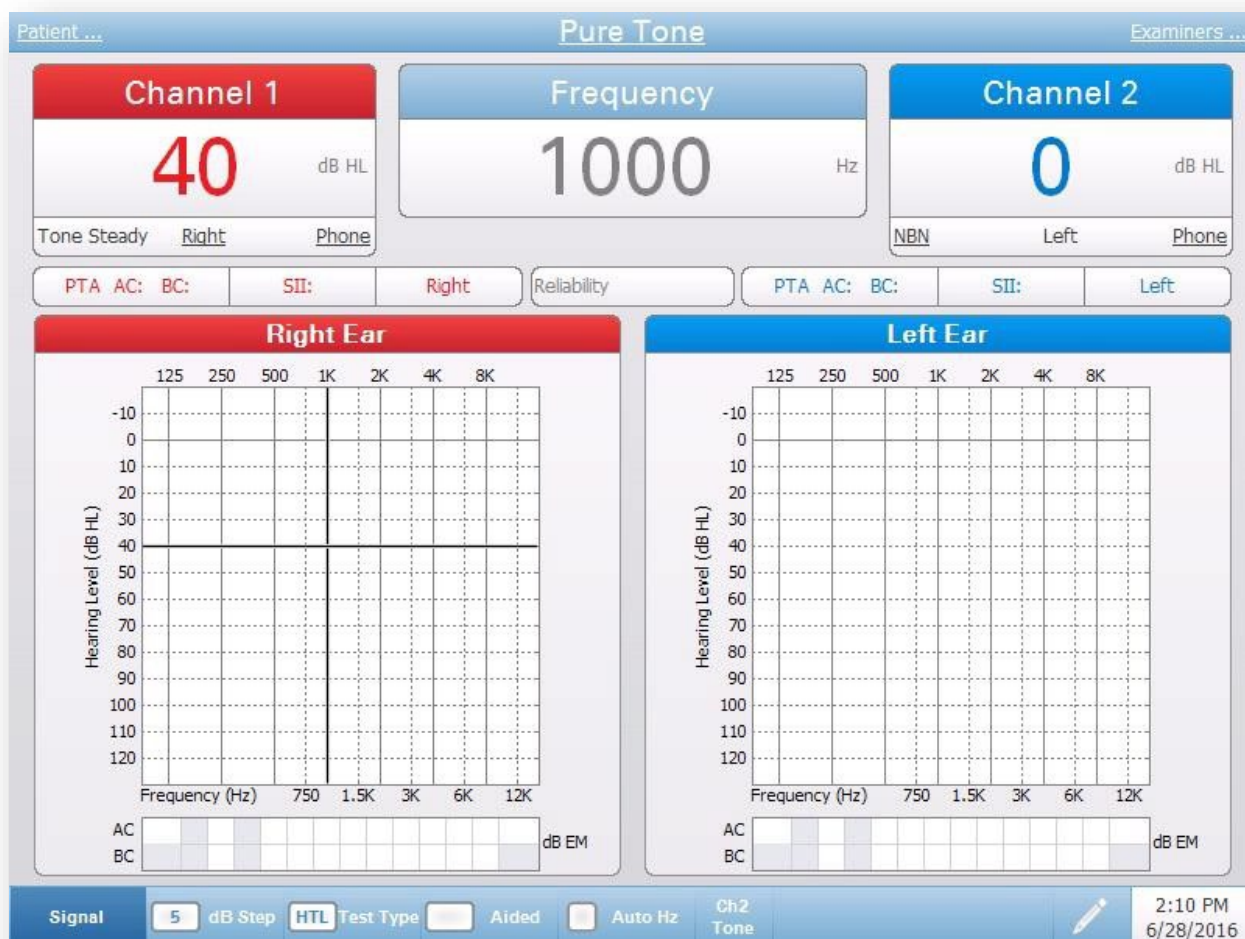 Patient ... Pure Tone Examiners ...
Channel 1 Frequency Channel 2
40 dB HL 1000 Hz 0 dB HL
Tone Steady Right Phone NBN Left Phone
PTA AC: BC: SII: Right Reliability PTA AC: BC: SII: Left
Right Ear
125 250 500 1K 2K 4K 8K
-10
0
10
20
30
40
50
60
70
80
90
100
110
120
Hearing Level (dB HL)
Frequency (Hz) 750 1.5K 3K 6K 12K
AC
BC
dB EM
Left Ear
125 250 500 1K 2K 4K 8K
-10
0
10
20
30
40
50
60
70
80
90
100
110
120
Hearing Level (dB HL)
Frequency (Hz) 750 1.5K 3K 6K 12K
AC
BC
dB EM
Signal 5 dB Step HTL Test Type Aided Auto Hz Ch2 Tone
2:10 PM
6/28/2016